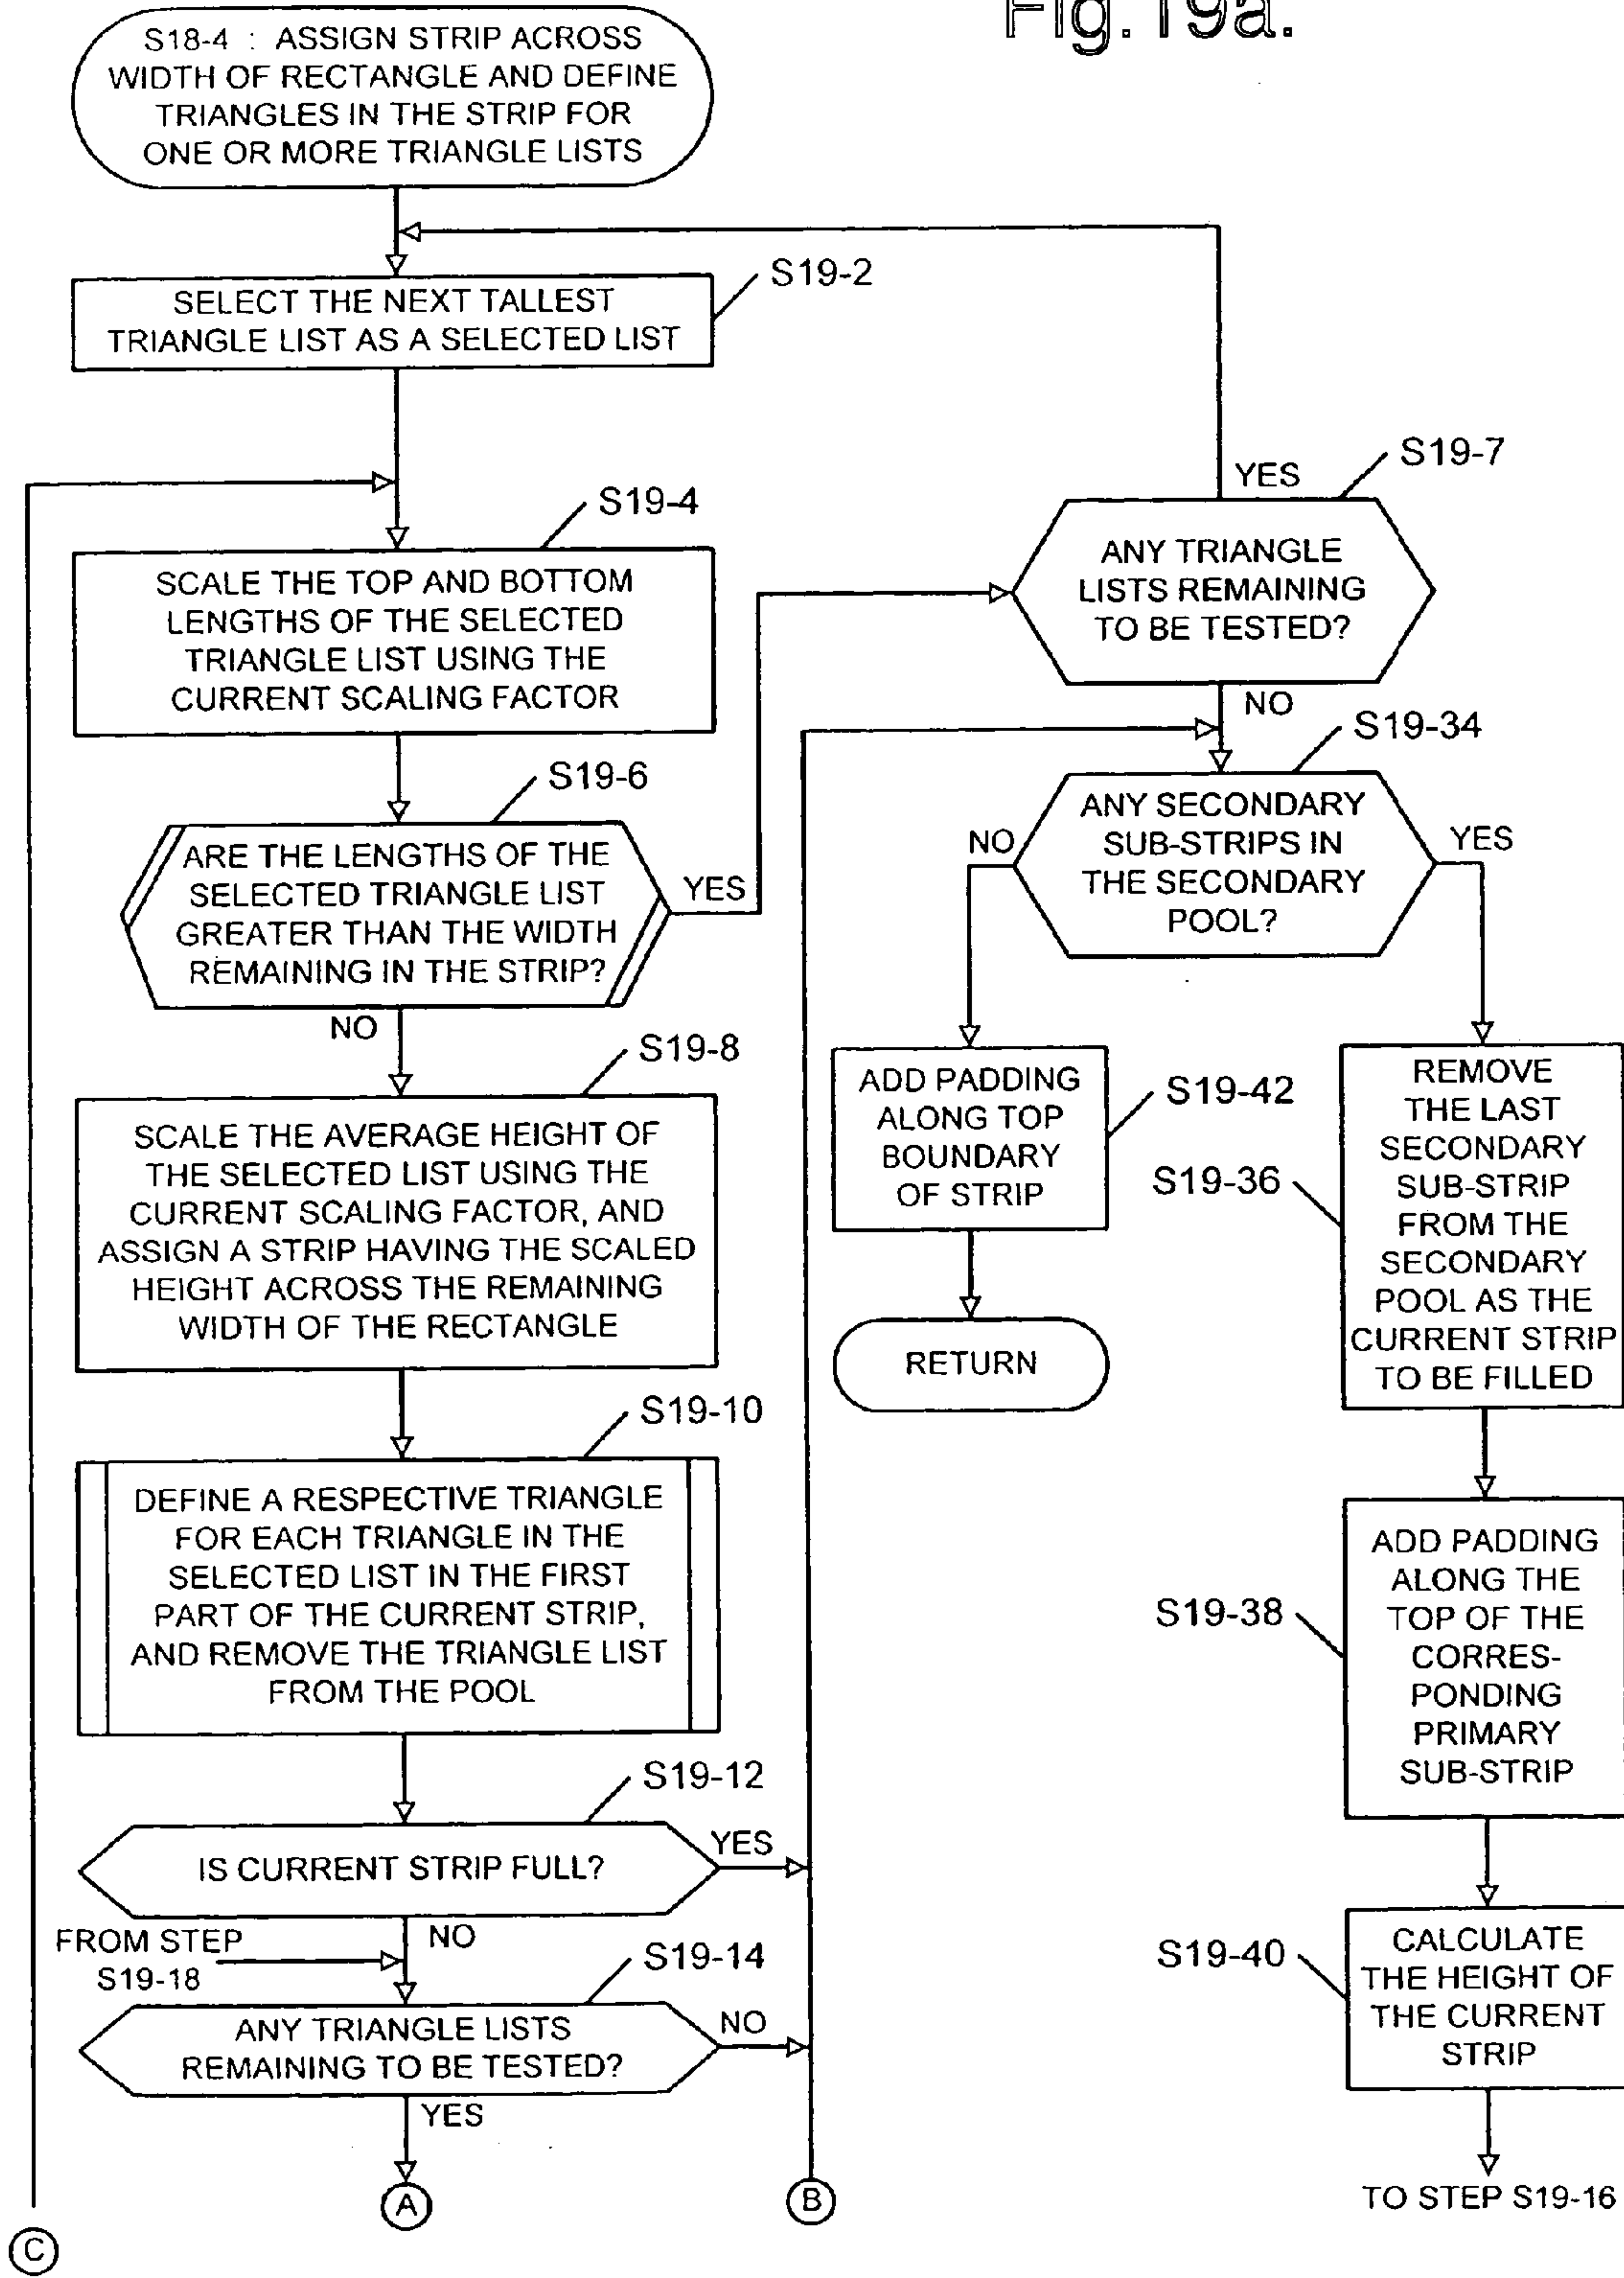 Fig. 19a.
S18-4 : ASSIGN STRIP ACROSS
WIDTH OF RECTANGLE AND DEFINE
TRIANGLES IN THE STRIP FOR
ONE OR MORE TRIANGLE LISTS
S19-2
SELECT THE NEXT TALLEST
TRIANGLE LIST AS A SELECTED LIST
S19-4
SCALE THE TOP AND BOTTOM
LENGTHS OF THE SELECTED
TRIANGLE LIST USING THE
CURRENT SCALING FACTOR
S19-6
ARE THE LENGTHS OF THE
SELECTED TRIANGLE LIST
GREATER THAN THE WIDTH
REMAINING IN THE STRIP?
YES
NO
S19-8
SCALE THE AVERAGE HEIGHT OF
THE SELECTED LIST USING THE
CURRENT SCALING FACTOR, AND
ASSIGN A STRIP HAVING THE SCALED
HEIGHT ACROSS THE REMAINING
WIDTH OF THE RECTANGLE
S19-10
DEFINE A RESPECTIVE TRIANGLE
FOR EACH TRIANGLE IN THE
SELECTED LIST IN THE FIRST
PART OF THE CURRENT STRIP,
AND REMOVE THE TRIANGLE LIST
FROM THE POOL
S19-12
IS CURRENT STRIP FULL?
YES
NO
FROM STEP
S19-18
S19-14
ANY TRIANGLE LISTS
REMAINING TO BE TESTED?
NO
YES
A
B
C
S19-7
YES
ANY TRIANGLE
LISTS REMAINING
TO BE TESTED?
NO
S19-34
ANY SECONDARY
SUB-STRIPS IN
THE SECONDARY
POOL?
NO
YES
ADD PADDING
ALONG TOP
BOUNDARY
OF STRIP
S19-42
RETURN
S19-36
REMOVE
THE LAST
SECONDARY
SUB-STRIP
FROM THE
SECONDARY
POOL AS THE
CURRENT STRIP
TO BE FILLED
S19-38
ADD PADDING
ALONG THE
TOP OF THE
CORRES-
PONDING
PRIMARY
SUB-STRIP
S19-40
CALCULATE
THE HEIGHT OF
THE CURRENT
STRIP
TO STEP S19-16